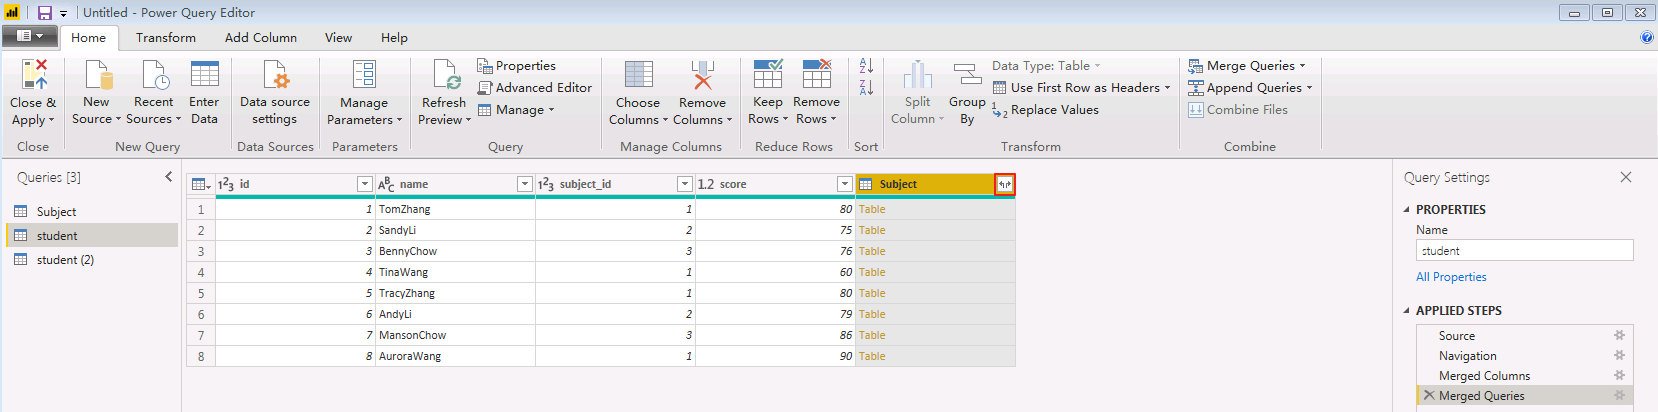 Untitled - Power Query Editor
Home Transform Add Column View Help
Close & Apply
New Source
Recent Sources
Enter Data
Data source settings
Manage Parameters
Refresh Preview
Properties
Advanced Editor
Manage
Choose Columns
Remove Columns
Keep Rows
Remove Rows
A
Z
Z
A
Split Column
Group By
Data Type: Table
Use First Row as Headers
1
2
Replace Values
Merge Queries
Append Queries
Combine Files
Close New Query Data Sources Parameters Query Manage Columns Reduce Rows Sort Transform Combine
Queries [3]
Subject
student
student (2)
123 id ABC name 123 subject_id 1.2 score Subject
1 1 TomZhang 1 80 Table
2 2 SandyLi 2 75 Table
3 3 BennyChow 3 76 Table
4 4 TinaWang 1 60 Table
5 5 TracyZhang 1 80 Table
6 6 AndyLi 2 79 Table
7 7 MansonChow 3 86 Table
8 8 AuroraWang 1 90 Table
Query Settings
PROPERTIES
Name
student
All Properties
APPLIED STEPS
Source
Navigation
Merged Columns
Merged Queries